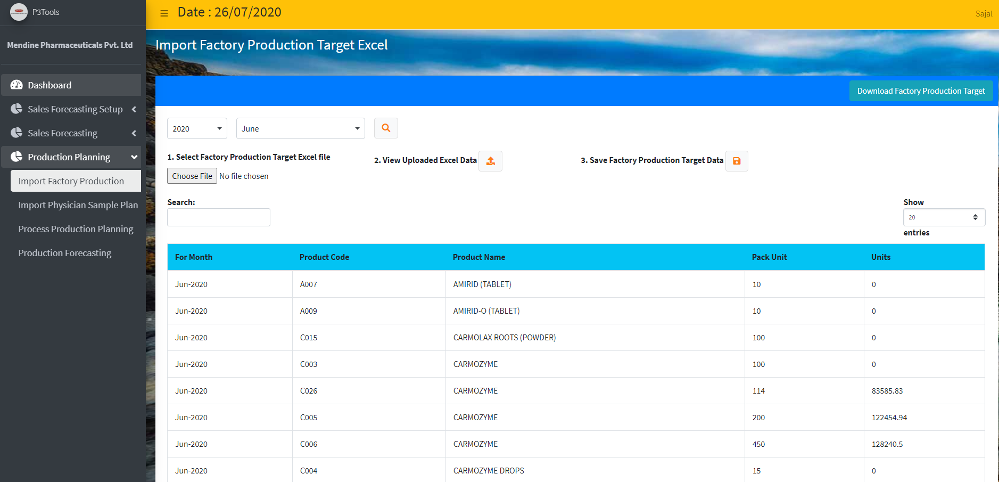 P3Tools
Mendine Pharmaceuticals Pvt. Ltd
Dashboard
Sales Forecasting Setup
Sales Forecasting
Production Planning
Import Factory Production
Import Physician Sample Plan
Process Production Planning
Production Forecasting
Date : 26/07/2020
Sajal
Import Factory Production Target Excel
Download Factory Production Target
2020 June
1. Select Factory Production Target Excel file
Choose File No file chosen
2. View Uploaded Excel Data
3. Save Factory Production Target Data
Search:
Show
20
entries
For Month Product Code Product Name Pack Unit Units
Jun-2020 A007 AMIRID (TABLET) 10 0
Jun-2020 A009 AMIRID-O (TABLET) 10 0
Jun-2020 C015 CARMOLAX ROOTS (POWDER) 100 0
Jun-2020 C003 CARMOZYME 100 0
Jun-2020 C026 CARMOZYME 114 83585.83
Jun-2020 C005 CARMOZYME 200 122454.94
Jun-2020 C006 CARMOZYME 450 128240.5
Jun-2020 C004 CARMOZYME DROPS 15 0